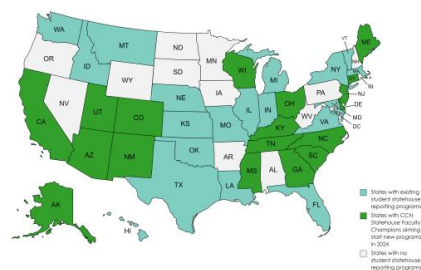 WA
MT
ND
MN
VT
ME
OR
ID
SD
WI
MI
NY
NH
MA
RI
WY
IA
PA
NJ
NV
NE
IL
IN
OH
DE
MD
DC
UT
CO
KS
MO
KY
WV
VA
CA
AZ
NM
OK
AR
TN
NC
SC
TX
LA
MS
AL
GA
FL
AK
HI
States with existing
student statehouse
reporting programs
States with CCN
Statehouse Faculty
Champions aiming to
start new programs
in 2024
States with no
student statehouse
reporting programs